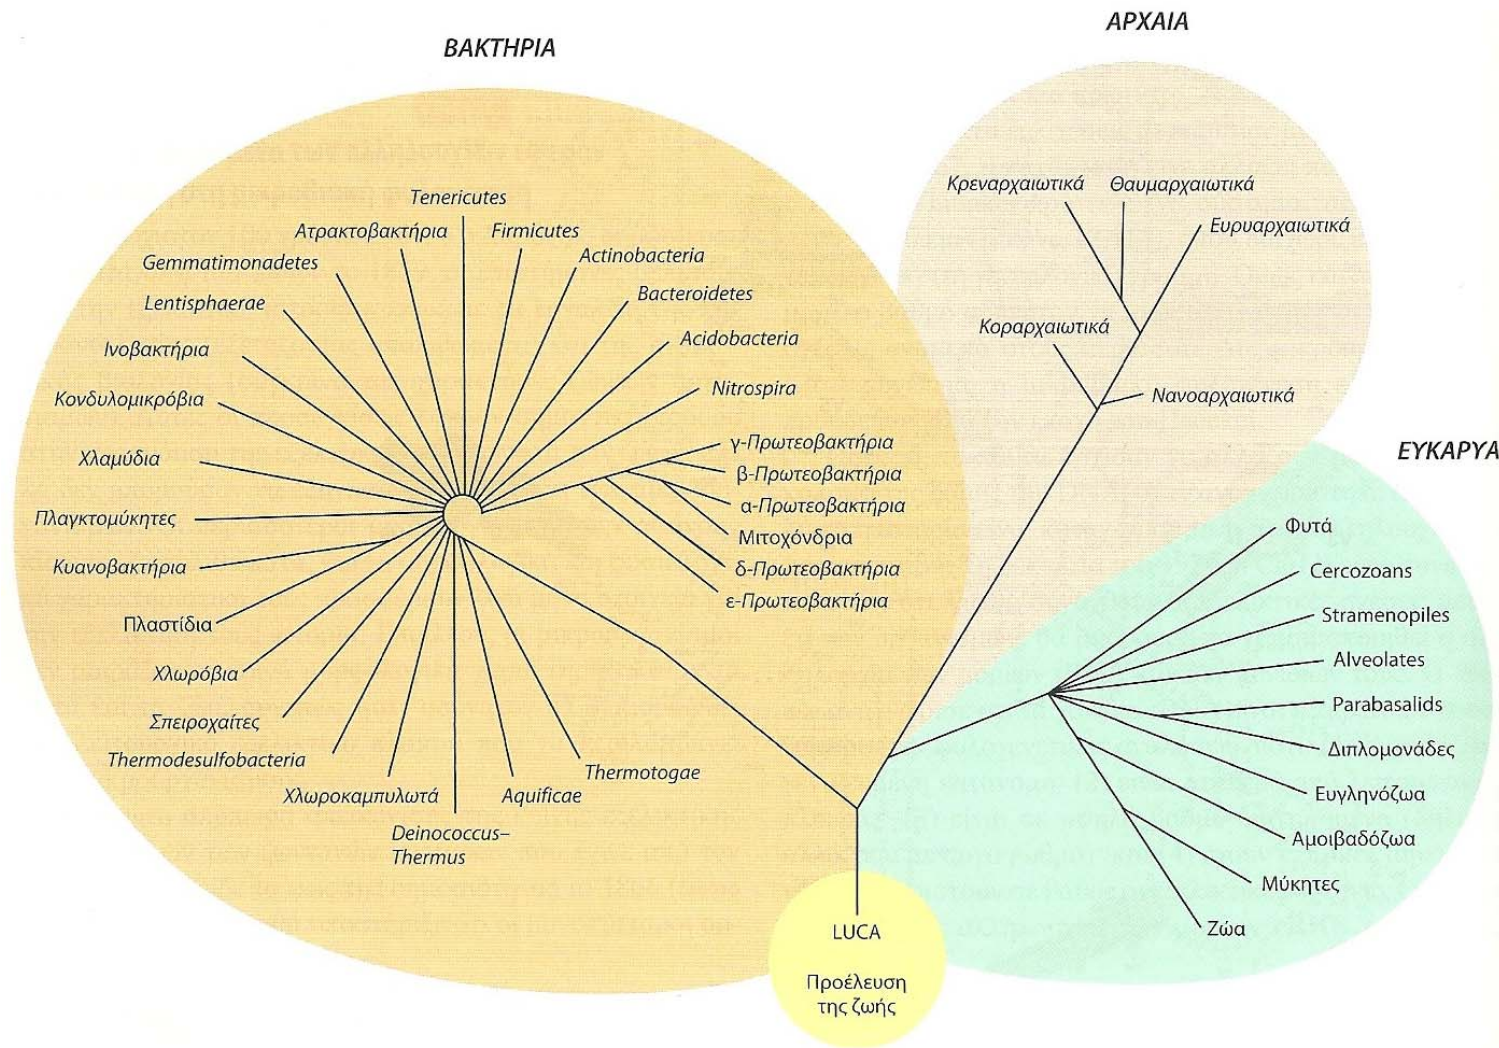 ΒΑΚΤΗΡΙΑ
Tenericutes
Ατρακτοβακτήρια
Firmicutes
Gemmatimonadetes
Actinobacteria
Lentisphaerae
Bacteroidetes
Ινοβακτήρια
Acidobacteria
Κονδυλομικρόβια
Nitrospira
Χλαμύδια
γ-Πρωτεοβακτήρια
β-Πρωτεοβακτήρια
α-Πρωτεοβακτήρια
Πλαγκτομύκητες
Μιτοχόνδρια
Κυανοβακτήρια
δ-Πρωτεοβακτήρια
ε-Πρωτεοβακτήρια
Πλαστίδια
Χλωρόβια
Σπειροχαίτες
Thermodesulfobacteria
Χλωροκαμπυλωτά
Deinococcus–
Thermus
Aquificae
Thermotogae
ΑΡΧΑΙΑ
Κρεναρχαιωτικά
Θαυμαρχαιωτικά
Ευρυαρχαιωτικά
Κοραρχαιωτικά
Νανοαρχαιωτικά
ΕΥΚΑΡΥΑ
Φυτά
Cercozoans
Stramenopiles
Alveolates
Parabasalids
Διπλομονάδες
Ευγληνόζωα
Αμοιβαδόζωα
Μύκητες
Ζώα
LUCA
Προέλευση
της ζωής